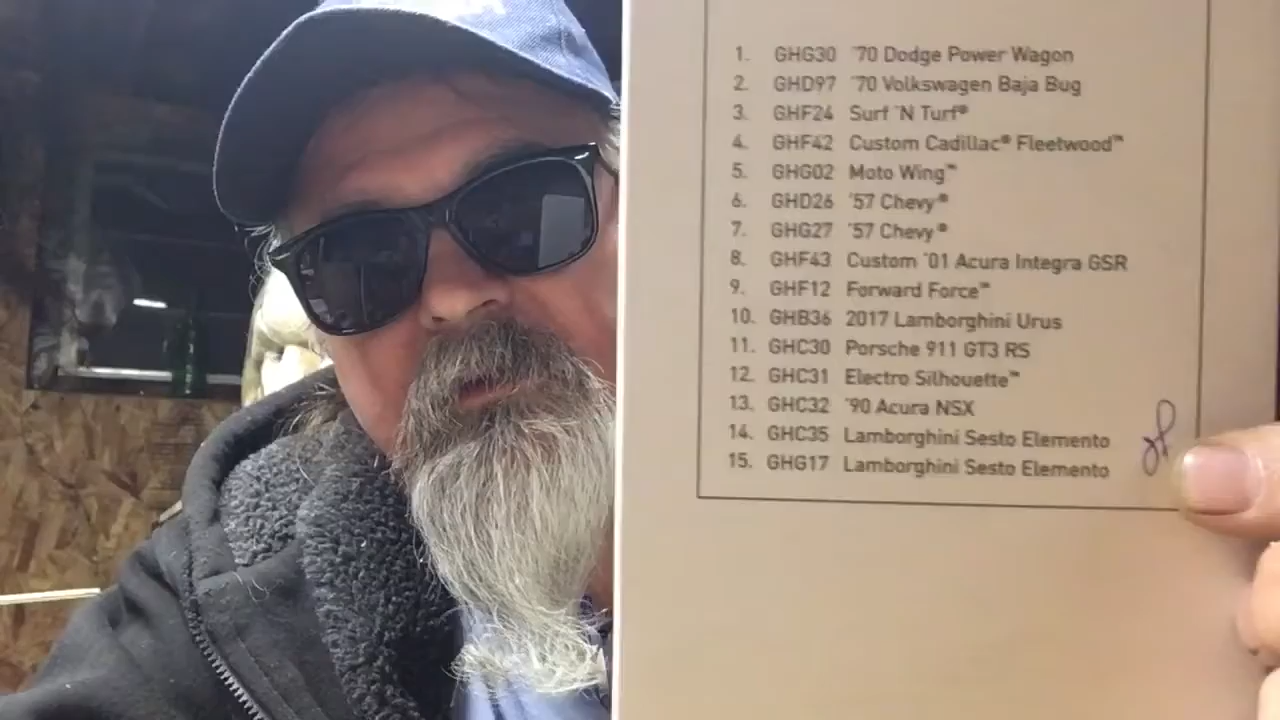 1. GHG30 '70 Dodge Power Wagon
2. GHD97 '70 Volkswagen Baja Bug
3. GHF24 Surf 'N Turf®
4. GHF42 Custom Cadillac® Fleetwood™
5. GHG02 Moto Wing™
6. GHD26 '57 Chevy®
7. GHG27 '57 Chevy®
8. GHF43 Custom '01 Acura Integra GSR
9. GHF12 Forward Force™
10. GHB36 2017 Lamborghini Urus
11. GHC30 Porsche 911 GT3 RS
12. GHC31 Electro Silhouette™
13. GHC32 '90 Acura NSX
14. GHC35 Lamborghini Sesto Elemento
15. GHG17 Lamborghini Sesto Elemento